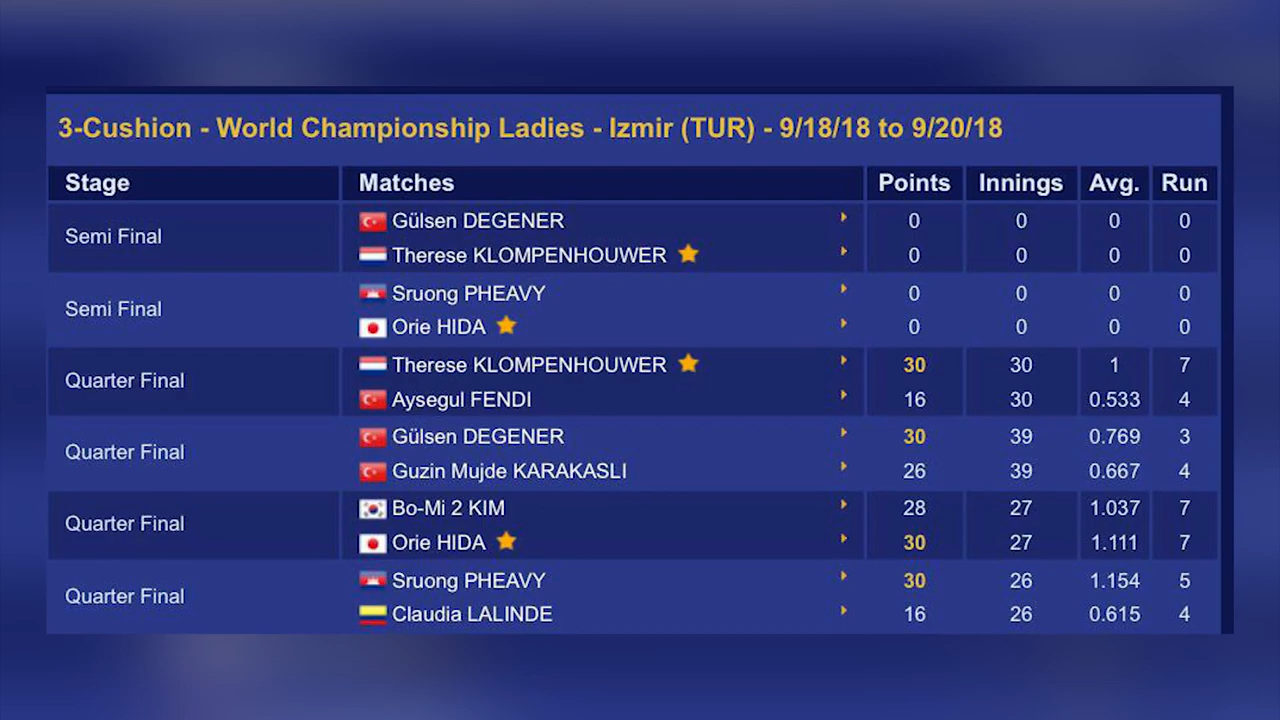 3-Cushion - World Championship Ladies - Izmir (TUR) - 9/18/18 to 9/20/18
Stage Matches Points Innings Avg. Run
Semi Final
Gülsen DEGENER 0 0 0 0
Therese KLOMPENHOUWER 0 0 0 0
Semi Final
Sruong PHEAVY 0 0 0 0
Orie HIDA 0 0 0 0
Quarter Final
Therese KLOMPENHOUWER 30 30 1 7
Aysegul FENDI 16 30 0.533 4
Quarter Final
Gülsen DEGENER 30 39 0.769 3
Guzin Mujde KARAKASLI 26 39 0.667 4
Quarter Final
Bo-Mi 2 KIM 28 27 1.037 7
Orie HIDA 30 27 1.111 7
Quarter Final
Sruong PHEAVY 30 26 1.154 5
Claudia LALINDE 16 26 0.615 4